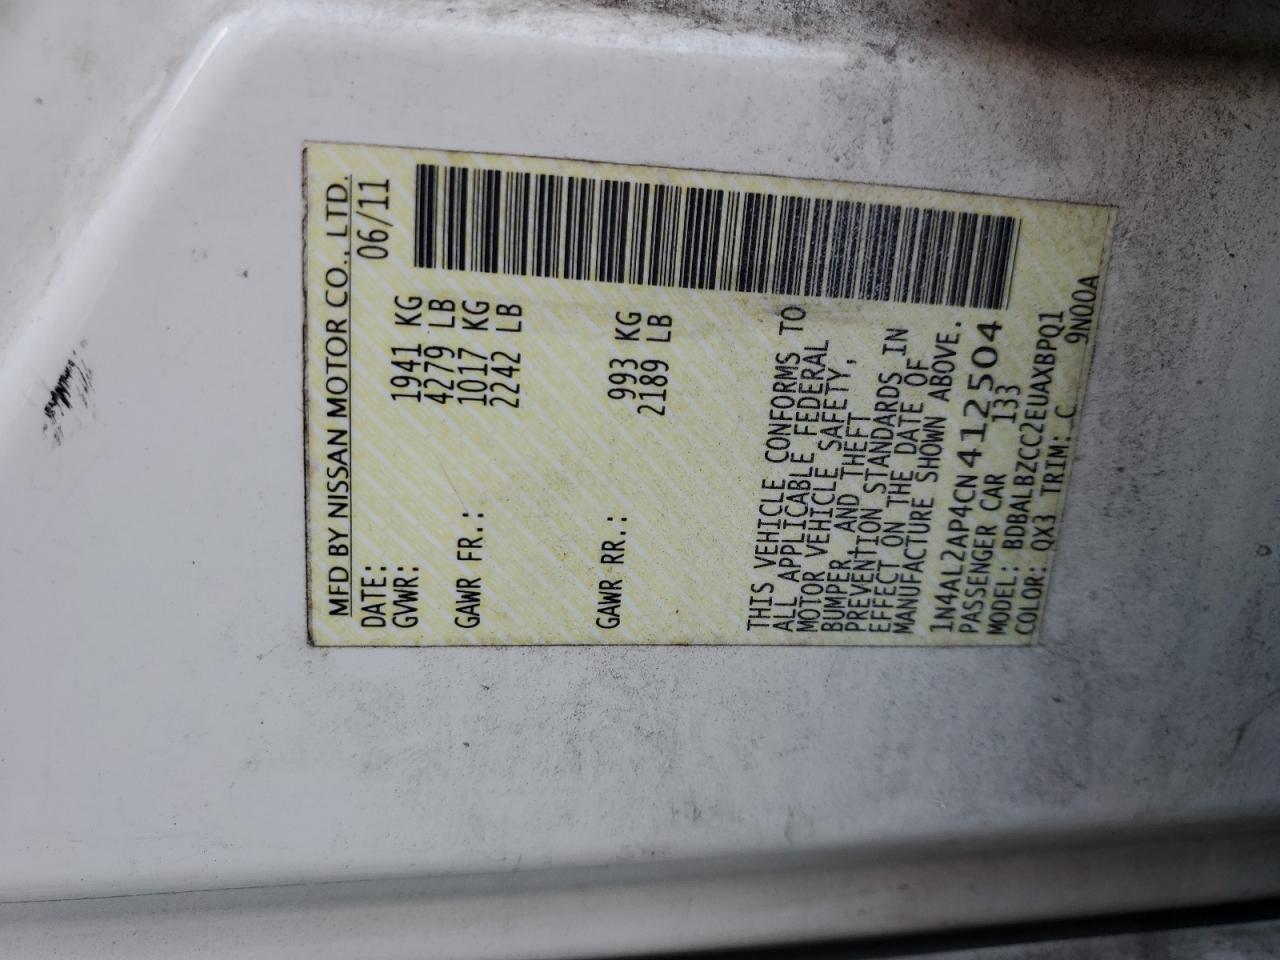 MFD BY NISSAN MOTOR CO., LTD.
DATE: 06/11
GVWR: 1941 KG
4279 LB
GAWR FR.: 1017 KG
2242 LB
GAWR RR.: 993 KG
2189 LB
THIS VEHICLE CONFORMS TO
ALL APPLICABLE FEDERAL
MOTOR VEHICLE SAFETY,
BUMPER, AND THEFT
PREVENTION STANDARDS IN
EFFECT ON THE DATE OF
MANUFACTURE SHOWN ABOVE.
1N4AL2AP4CN412504
PASSENGER CAR 133
MODEL: BDBALBZCC2EUAXBPQ1
COLOR: QX3 TRIM: C 9N00A